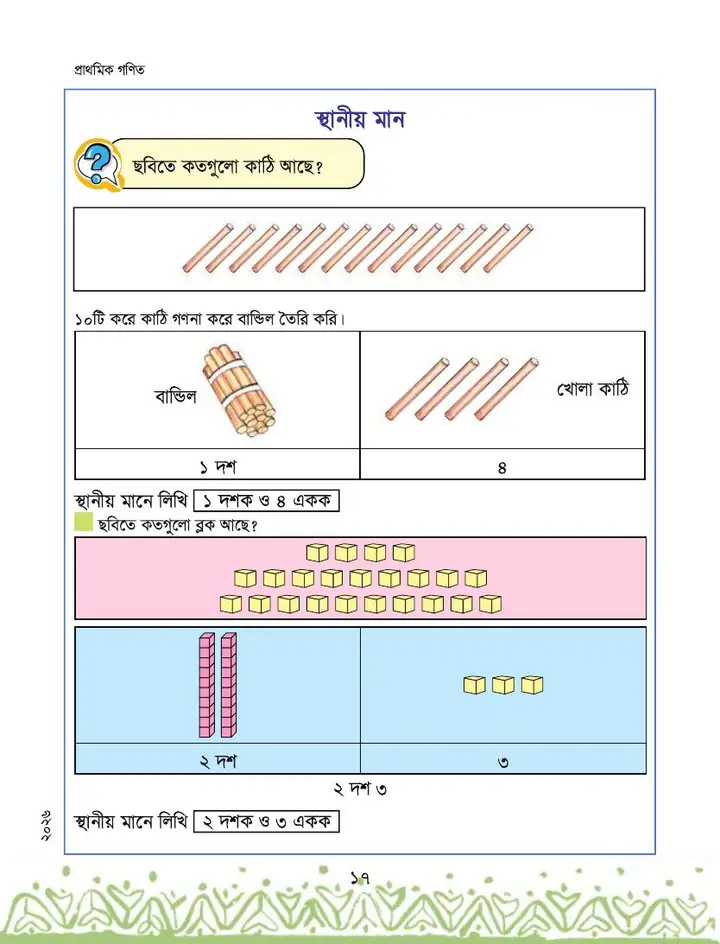 প্রাথমিক গণিত
স্থানীয় মান
ছবিতে কতগুলো কাঠি আছে?
১০টি করে কাঠি গণনা করে বান্ডিল তৈরি করি।
বান্ডিল
খোলা কাঠি
১ দশ
৪
স্থানীয় মানে লিখি ১ দশক ও ৪ একক
ছবিতে কতগুলো ব্লক আছে?
২ দশ
৩
২ দশ ৩
স্থানীয় মানে লিখি ২ দশক ও ৩ একক
২০২৬
১৭